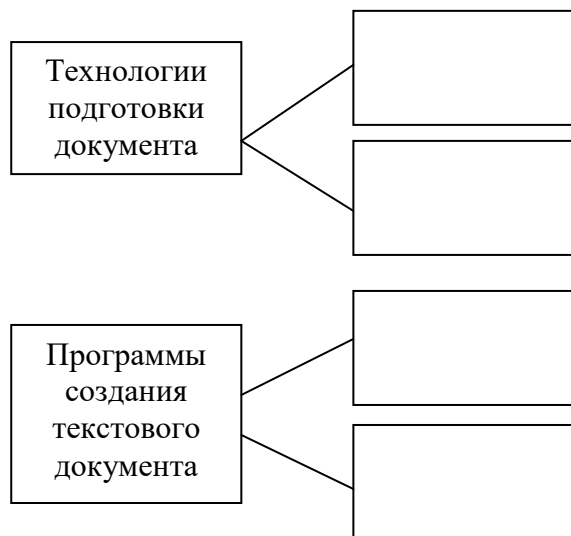 Технологии
подготовки
документа
Программы
создания
текстового
документа